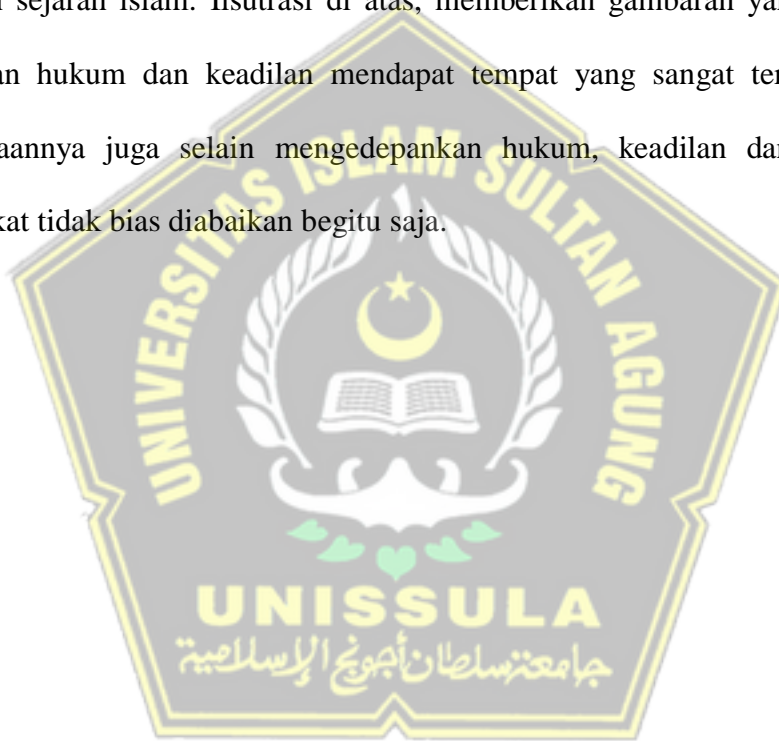 sejarah islam. Ilsutrasi di atas, memberikan gambaran ya
an hukum dan keadilan mendapat tempat yang sangat ter
aannya juga selain mengedepankan hukum, keadilan dan
kat tidak bias diabaikan begitu saja.
UNIVERSITAS ISLAM SULTAN AGUNG
UNISSULA
جامعة سلطان أجونج الإسلامية